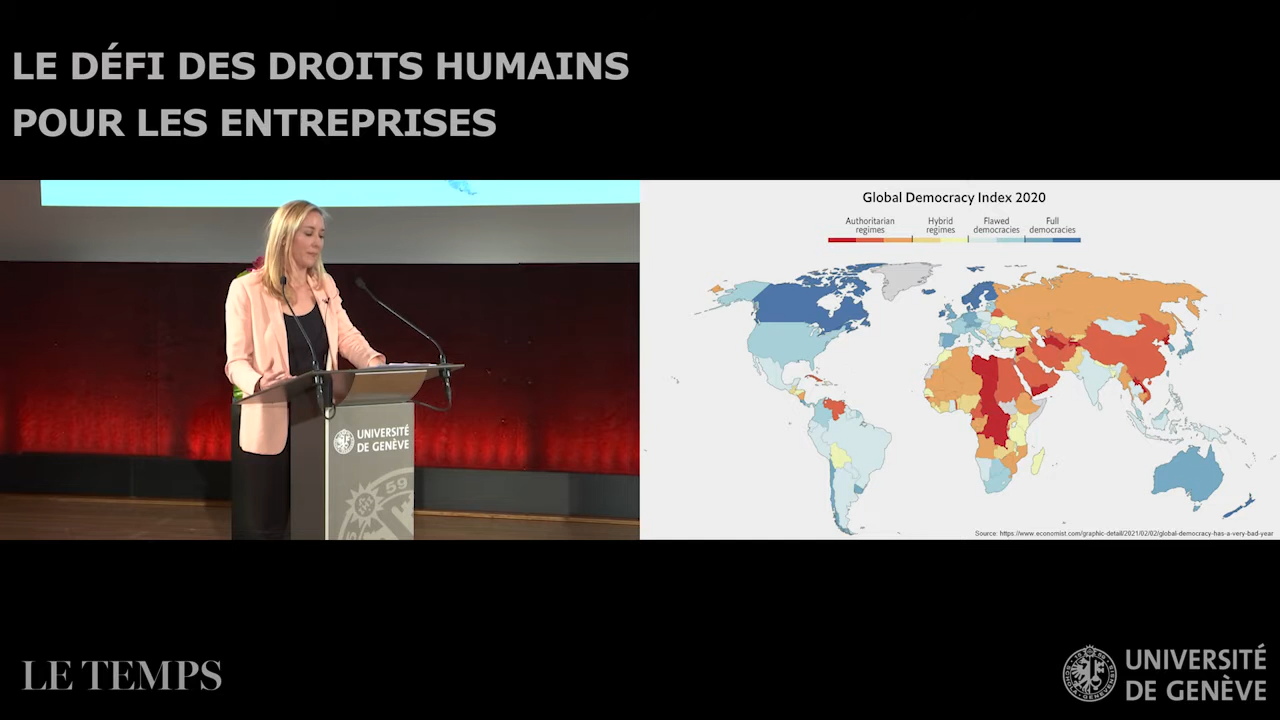 LE DÉFI DES DROITS HUMAINS
POUR LES ENTREPRISES
Global Democracy Index 2020
Authoritarian
regimes
Hybrid
regimes
Flawed
democracies
Full
democracies
UNIVERSITÉ
DE GENÈVE
59
Source: https://www.economist.com/graphic-detail/2021/02/02/global-democracy-has-a-very-bad-year
LE TEMPS
UNIVERSITÉ
DE GENÈVE